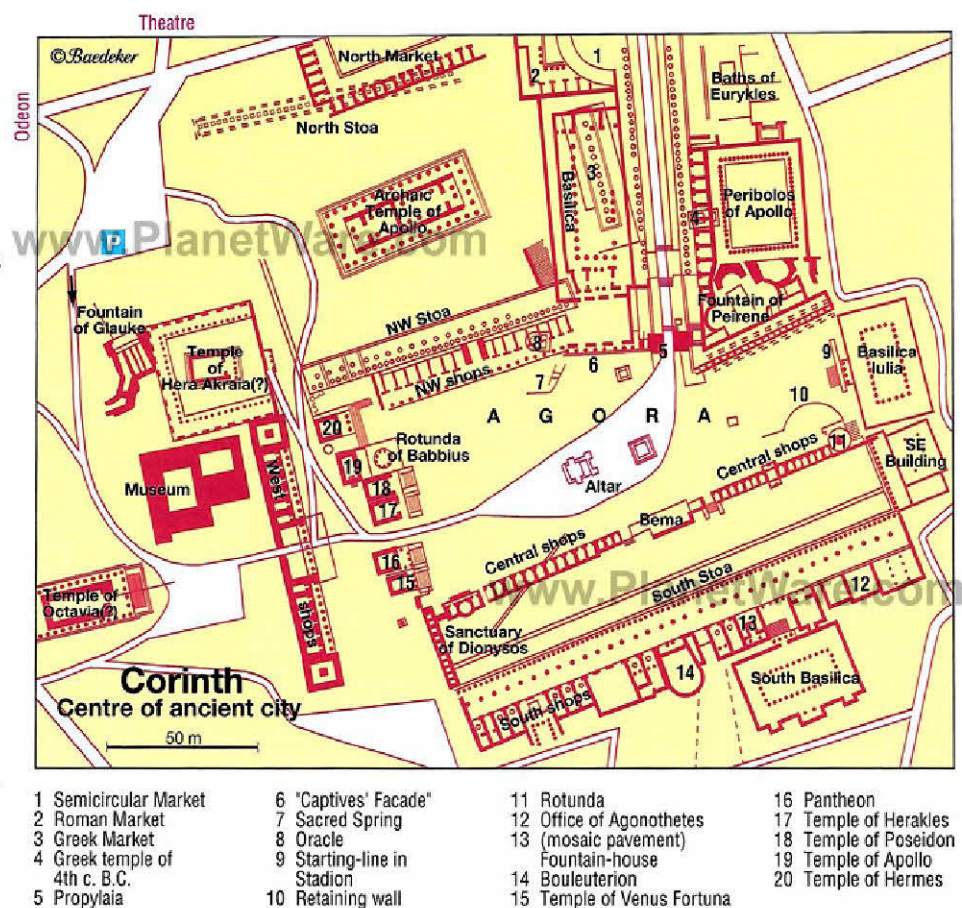 Theatre
Odeon
©Baedeker
North Market
North Stoa
1
2
Baths of
Eurykles
Archaic
Temple of
Apollo
Basilica
3
4
Peribolos
of Apollo
www.PlanetWare.com
P
Fountain
of Glauke
NW Stoa
Fountain of
Peirene
Temple
of
Hera Akraia(?)
NW shops
8
6
5
7
9
Basilica
Iulia
10
A G O R A
20
Rotunda
of Babbius
19
18
17
Museum
West
shops
Altar
Central shops
11
SE
Building
Bema
16
15
Central shops
South Stoa
www.PlanetWare.com
12
Temple of
Octavia(?)
Sanctuary
of Dionysos
13
14
South Basilica
South shops
Corinth
Centre of ancient city
50 m
1 Semicircular Market
2 Roman Market
3 Greek Market
4 Greek temple of
4th c. B.C.
5 Propylaia
6 "Captives' Facade"
7 Sacred Spring
8 Oracle
9 Starting-line in
Stadion
10 Retaining wall
11 Rotunda
12 Office of Agonothetes
13 (mosaic pavement)
Fountain-house
14 Bouleuterion
15 Temple of Venus Fortuna
16 Pantheon
17 Temple of Herakles
18 Temple of Poseidon
19 Temple of Apollo
20 Temple of Hermes